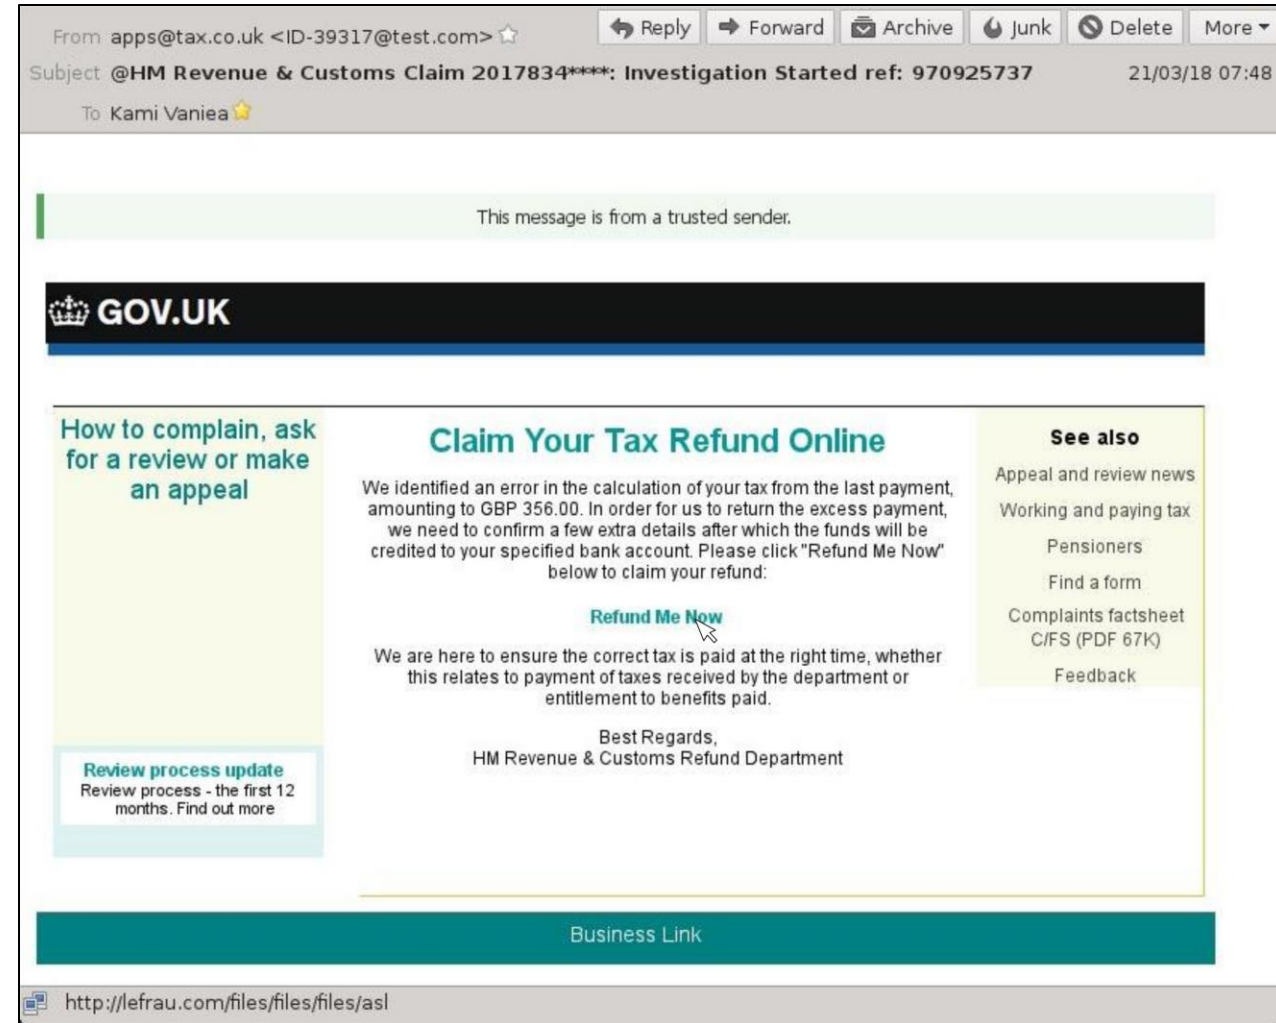 From apps@tax.co.uk <ID-39317@test.com>
Reply Forward Archive Junk Delete More
Subject @HM Revenue & Customs Claim 2017834****: Investigation Started ref: 970925737 21/03/18 07:48
To Kami Vaniea
This message is from a trusted sender.
GOV.UK
How to complain, ask
for a review or make
an appeal
Review process update
Review process - the first 12
months. Find out more
Claim Your Tax Refund Online
We identified an error in the calculation of your tax from the last payment,
amounting to GBP 356.00. In order for us to return the excess payment,
we need to confirm a few extra details after which the funds will be
credited to your specified bank account. Please click "Refund Me Now"
below to claim your refund:
Refund Me Now
We are here to ensure the correct tax is paid at the right time, whether
this relates to payment of taxes received by the department or
entitlement to benefits paid.
Best Regards,
HM Revenue & Customs Refund Department
See also
Appeal and review news
Working and paying tax
Pensioners
Find a form
Complaints factsheet
C/FS (PDF 67K)
Feedback
Business Link
http://lefrau.com/files/files/files/asl